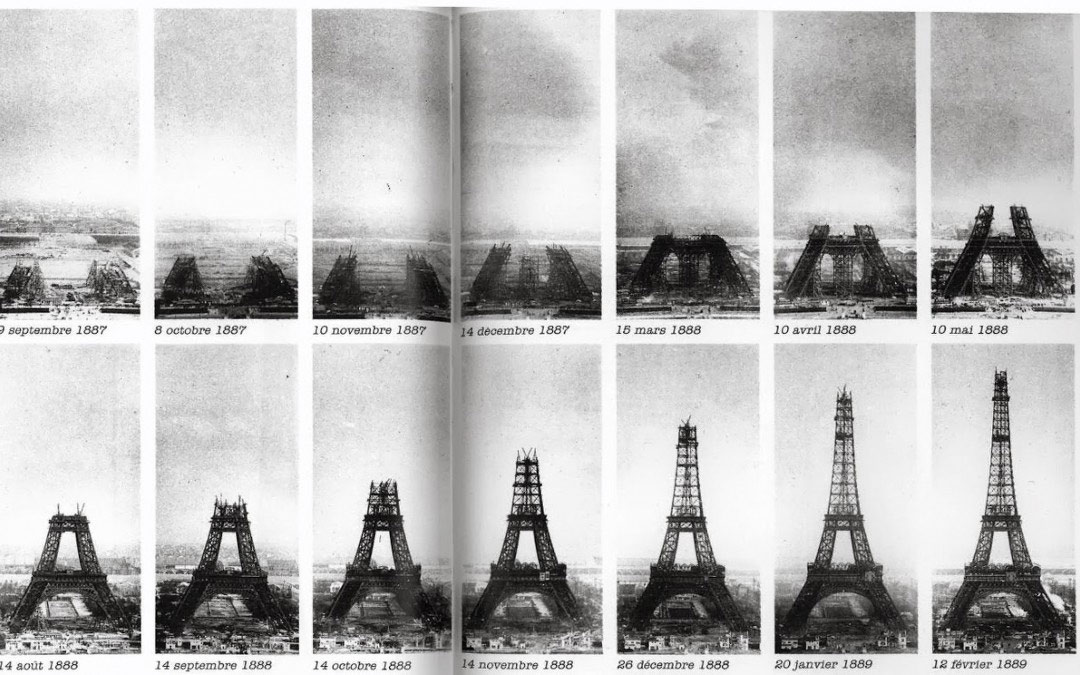 9 septembre 1887
8 octobre 1887
10 novembre 1887
14 décembre 1887
15 mars 1888
10 avril 1888
10 mai 1888
14 août 1888
14 septembre 1888
14 octobre 1888
14 novembre 1888
26 décembre 1888
20 janvier 1889
12 février 1889